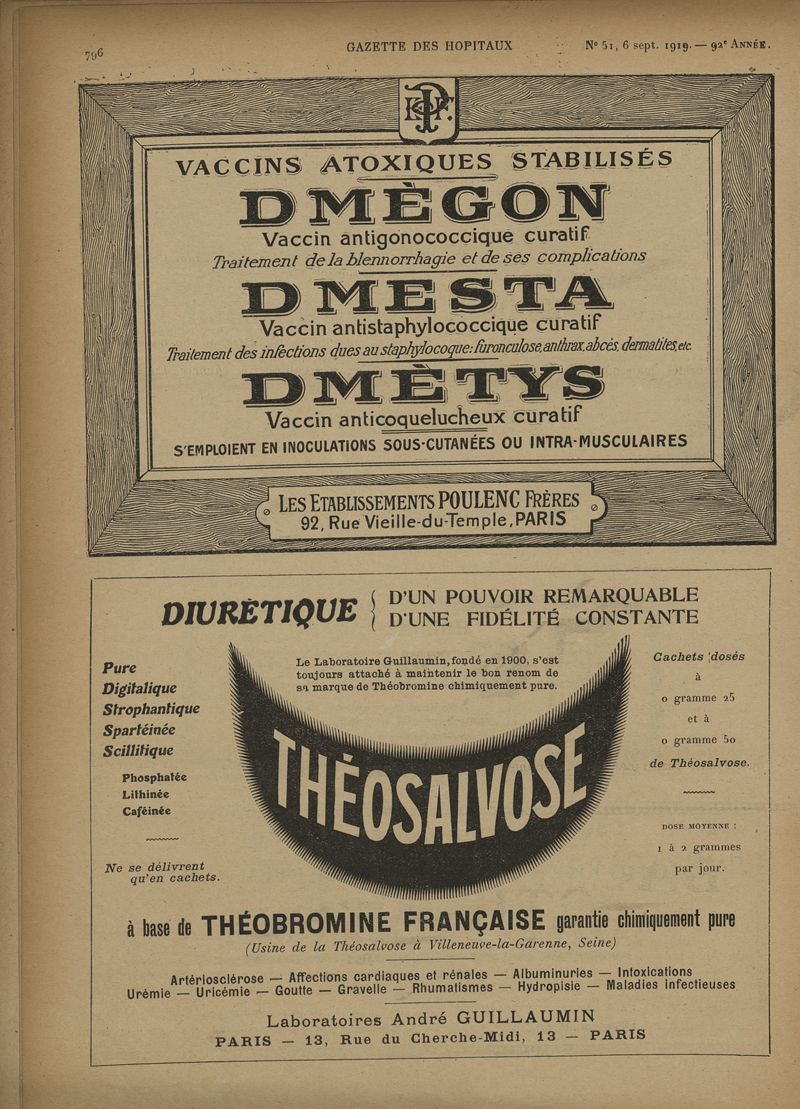 796
GAZETTE DES HOPITAUX
N° 51, 6 sept. 1919. — 92e ANNÉE.
VACCINS ATOXIQUES STABILISÉS
DMÈGON
Vaccin antigonococcique curatif
Traitement de la blennorrhagie et de ses complications
DMESTA
Vaccin antistaphylococcique curatif
Traitement des infections dues au staphylocoque: furonculose, anthrax, abcès, dermatites, etc.
DMÈTYS
Vaccin anticoquelucheux curatif
S'EMPLOIENT EN INOCULATIONS SOUS-CUTANÉES OU INTRA-MUSCULAIRES
LES ETABLISSEMENTS POULENC FRÈRES
92, Rue Vieille-du-Temple, PARIS
DIURÈTIQUE
D'UN POUVOIR REMARQUABLE
D'UNE FIDÉLITÉ CONSTANTE
Le Laboratoire Guillaumin, fondé en 1900, s'est
toujours attaché à maintenir le bon renom de
sa marque de Théobromine chimiquement pure.
Pure
Digitalique
Strophantique
Spartéinée
Scillitique
Phosphatée
Lithinée
Caféinée
Ne se délivrent
qu'en cachets.
THÉOSALVOSE
Cachets dosés
à
0 gramme 25
et à
0 gramme 50
de Théosalvose.
DOSE MOYENNE :
1 à 2 grammes
par jour.
à base de THÉOBROMINE FRANÇAISE garantie chimiquement pure
(Usine de la Théosalvose à Villeneuve-la-Garenne, Seine)
Artériosclérose — Affections cardiaques et rénales — Albuminuries — Intoxications
Urémie — Uricémie — Goutte — Gravelle — Rhumatismes — Hydropisie — Maladies infectieuses
Laboratoires André GUILLAUMIN
PARIS — 13, Rue du Cherche-Midi, 13 — PARIS